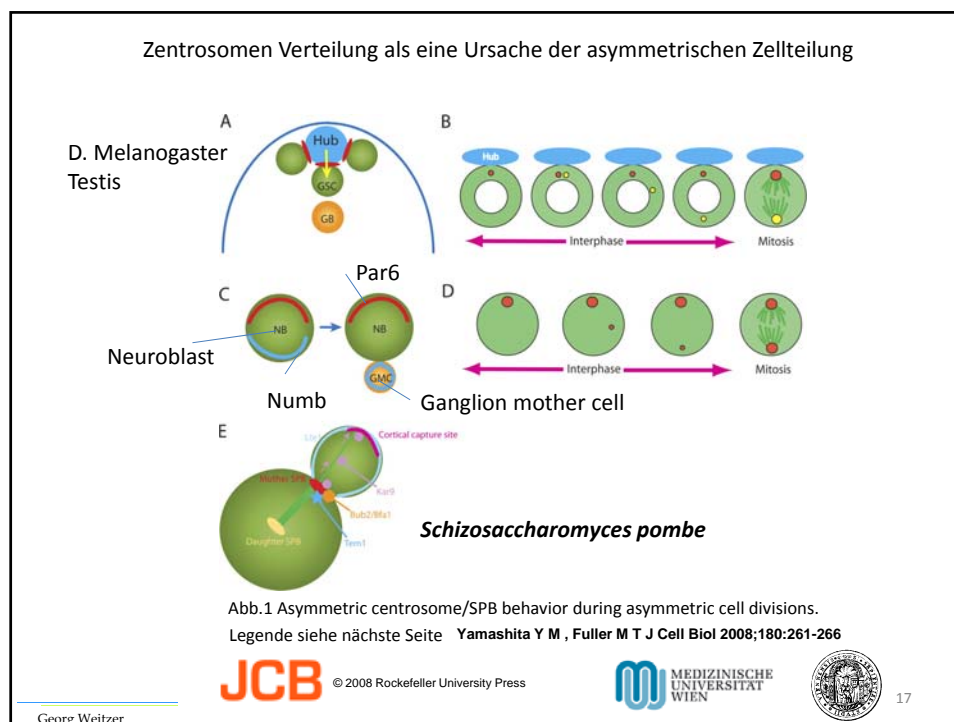 Zentrosomen Verteilung als eine Ursache der asymmetrischen Zellteilung
A
B
D. Melanogaster
Testis
Hub
GSC
GB
Hub
Interphase
Mitosis
Par6
C
D
NB
NB
Neuroblast
GMC
Numb
Ganglion mother cell
Interphase
Mitosis
E
Lte1
Cortical capture site
Mother SPB
Kar9
Bub2/Bfa1
Daughter SPB
Tem1
Schizosaccharomyces pombe
Abb.1 Asymmetric centrosome/SPB behavior during asymmetric cell divisions.
Legende siehe nächste Seite Yamashita Y M , Fuller M T J Cell Biol 2008;180:261-266
JCB
© 2008 Rockefeller University Press
MEDIZINISCHE
UNIVERSITÄT
WIEN
17
Georg Weitzer